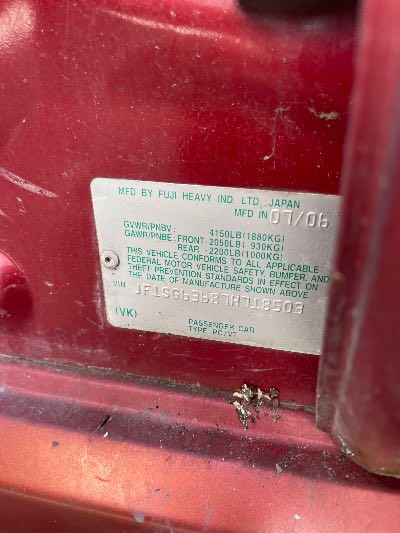 MFD BY FUJI HEAVY IND. LTD., JAPAN
MFD IN 07/06
GVWR/PNBV: 4150LB(1880KG)
GAWR/PNBE: FRONT-2050LB( 930KG)
REAR -2200LB(1000KG)
THIS VEHICLE CONFORMS TO ALL APPLICABLE
FEDERAL MOTOR VEHICLE SAFETY, BUMPER, AND
THEFT PREVENTION STANDARDS IN EFFECT ON
THE DATE OF MANUFACTURE SHOWN ABOVE.
VIN
(VK)
PASSENGER CAR
TYPE PC/VT